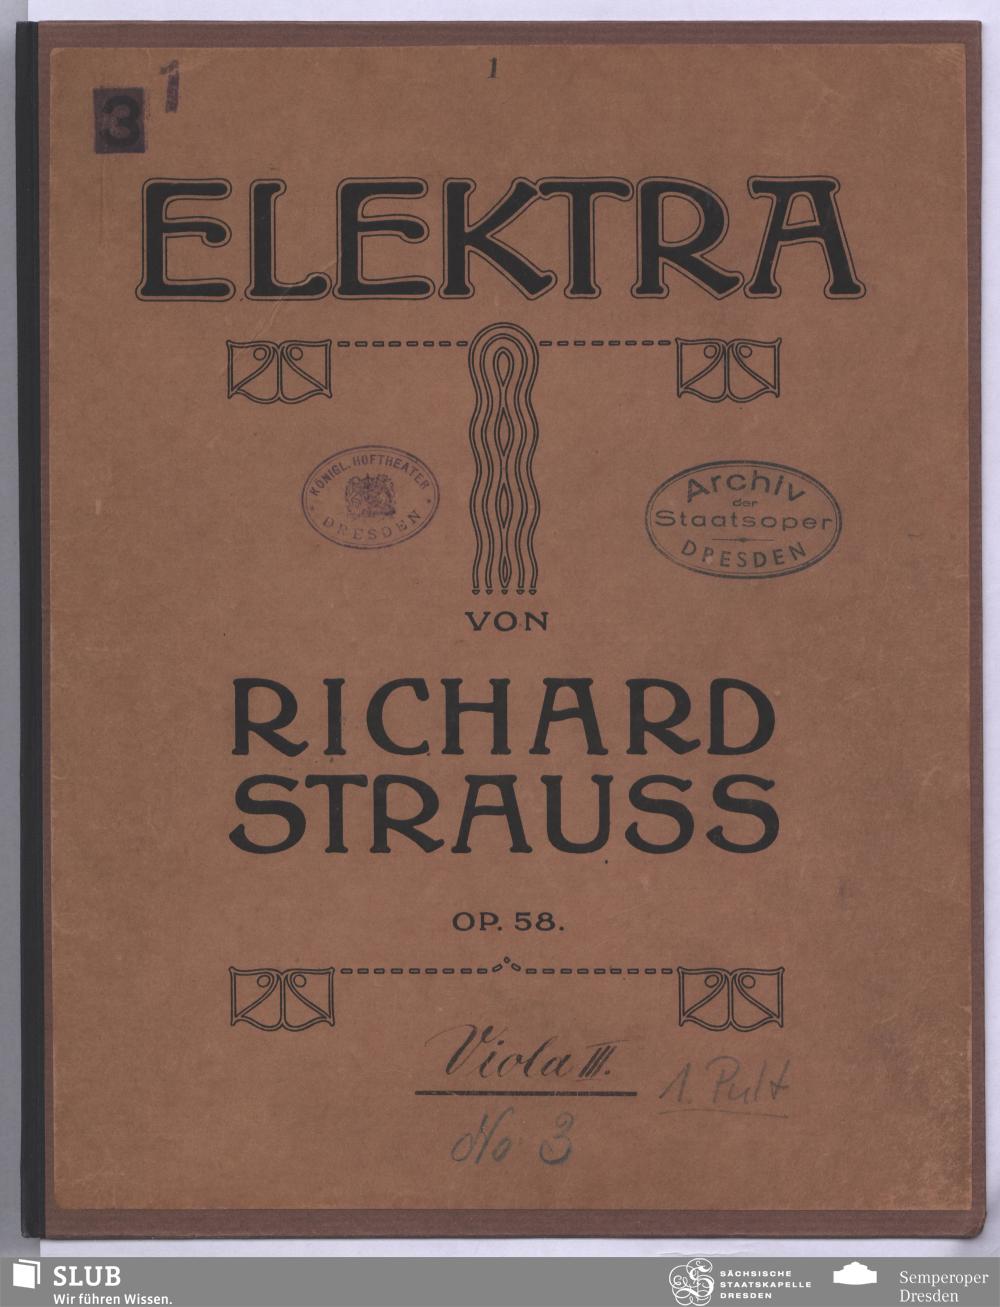 1
3
1
ELEKTRA
KÖNIGL. HOFTHEATER
DRESDEN
Archiv
der
Staatsoper
DRESDEN
VON
RICHARD
STRAUSS
OP. 58.
Viola III.
1. Pult
No 3
SLUB
Wir führen Wissen.
SÄCHSISCHE
STAATSKAPELLE
DRESDEN
Semperoper
Dresden